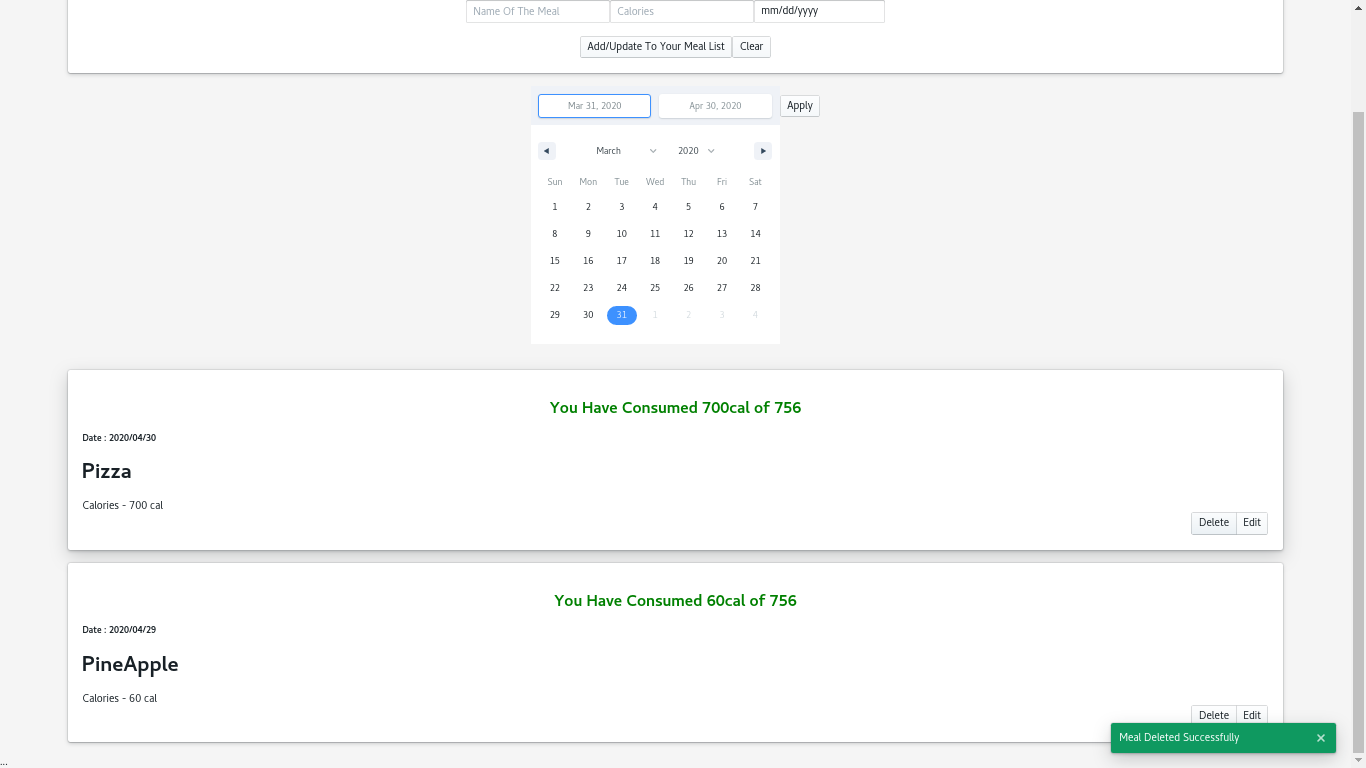 Name Of The Meal Calories mm/dd/yyyy
Add/Update To Your Meal List Clear
Mar 31, 2020 Apr 30, 2020 Apply
March 2020
Sun Mon Tue Wed Thu Fri Sat
1 2 3 4 5 6 7
8 9 10 11 12 13 14
15 16 17 18 19 20 21
22 23 24 25 26 27 28
29 30 31 1 2 3 4
You Have Consumed 700cal of 756
Date : 2020/04/30
Pizza
Calories - 700 cal
Delete Edit
You Have Consumed 60cal of 756
Date : 2020/04/29
PineApple
Calories - 60 cal
Delete Edit
Meal Deleted Successfully
...